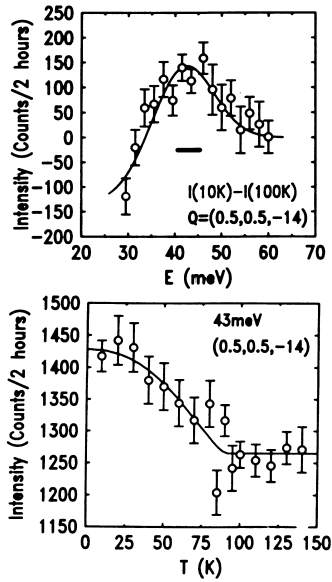 250
200
150
100
50
0
-50
-100
-150
-200
Intensity (Counts/2 hours)
I(10K)-I(100K)
Q=(0.5,0.5,-14)
20 30 40 50 60 70 80
E (meV)
1500
1450
1400
1350
1300
1250
1200
1150
Intensity (Counts/2 hours)
43meV
(0.5,0.5,-14)
0 25 50 75 100 125 150
T (K)